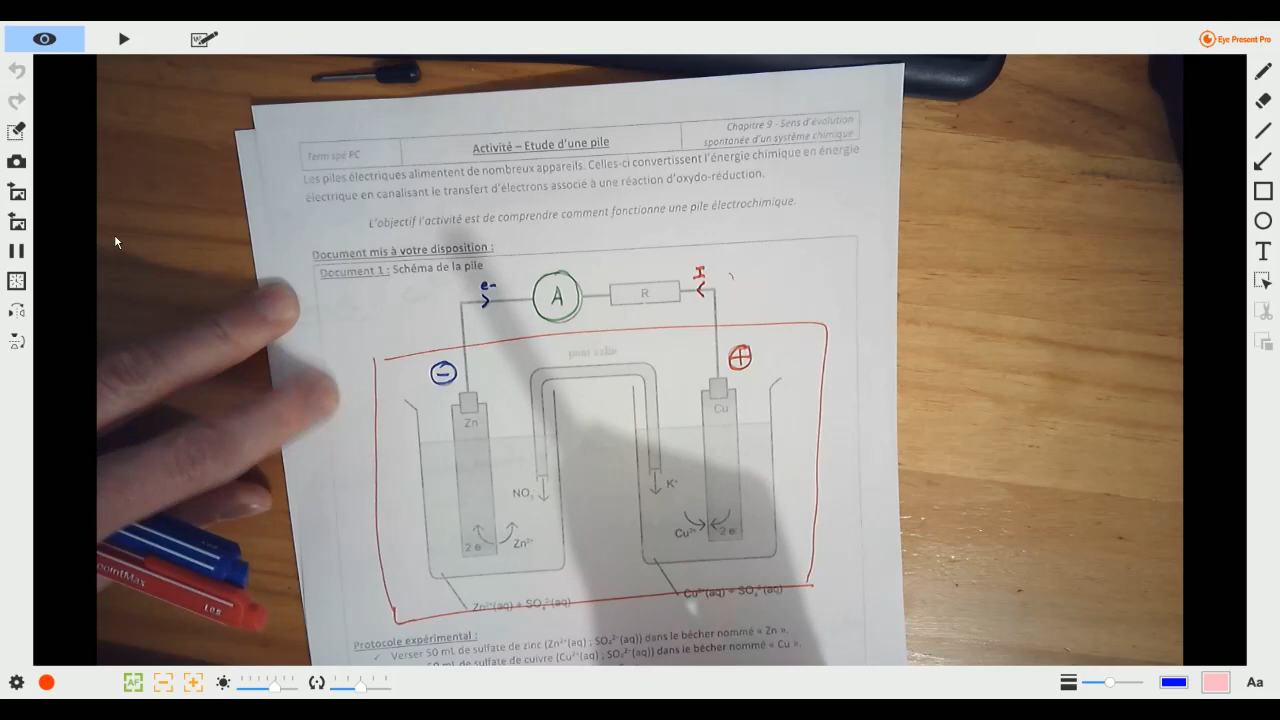 Eye Present Pro
Term spé PC
Activité – Etude d'une pile
Chapitre 9 - Sens d'évolution
spontanée d'un système chimique
Les piles électriques alimentent de nombreux appareils. Celles-ci convertissent l'énergie chimique en énergie
électrique en canalisant le transfert d'électrons associé à une réaction d'oxydo-réduction.
L'objectif l'activité est de comprendre comment fonctionne une pile électrochimique.
Document mis à votre disposition :
Document 1 : Schéma de la pile
e-
A
R
I
pont salin
−
+
Zn
Cu
NO₃⁻
K⁺
2 e⁻
Zn²⁺
Cu²⁺
2 e⁻
Zn²⁺(aq) + SO₄²⁻(aq)
Cu²⁺(aq) + SO₄²⁻(aq)
Protocole expérimental :
✓ Verser 50 mL de sulfate de zinc (Zn²⁺(aq) ; SO₄²⁻(aq)) dans le bécher nommé « Zn ».
50 mL de sulfate de cuivre (Cu²⁺(aq) ; SO₄²⁻(aq)) dans le bécher nommé « Cu ».
pointMax
T
AF
Aa